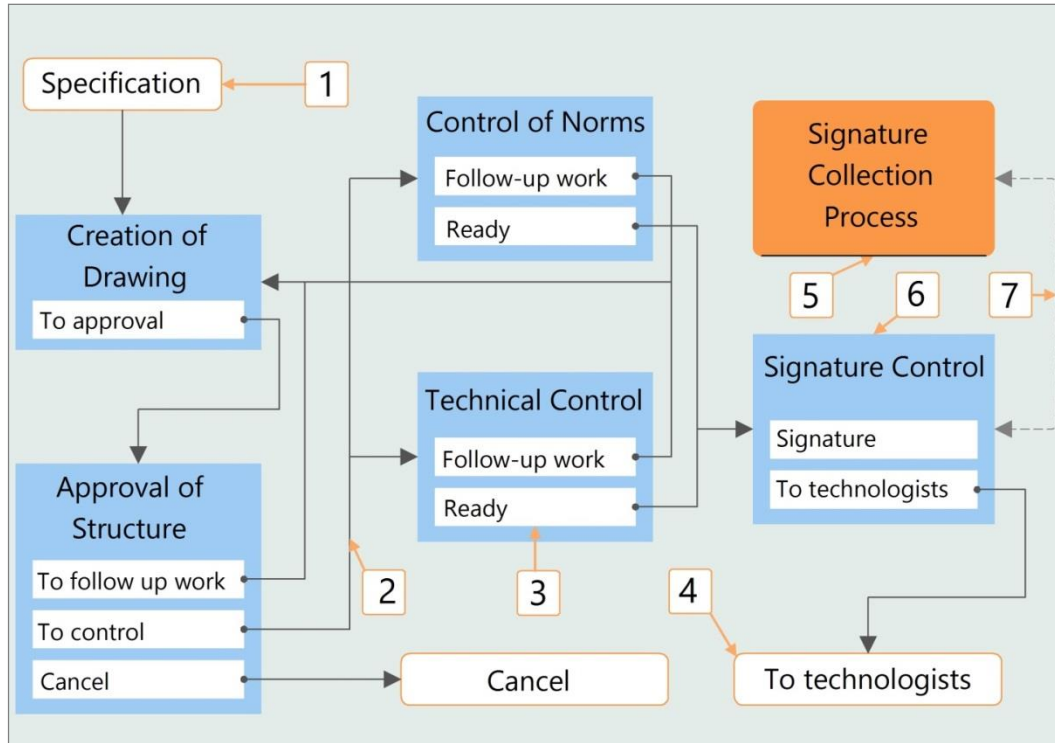 Specification
1
Creation of
Drawing
To approval
Approval of
Structure
To follow up work
To control
Cancel
Control of Norms
Follow-up work
Ready
Technical Control
Follow-up work
Ready
2
3
Cancel
Signature
Collection
Process
5
6
7
Signature Control
Signature
To technologists
4
To technologists